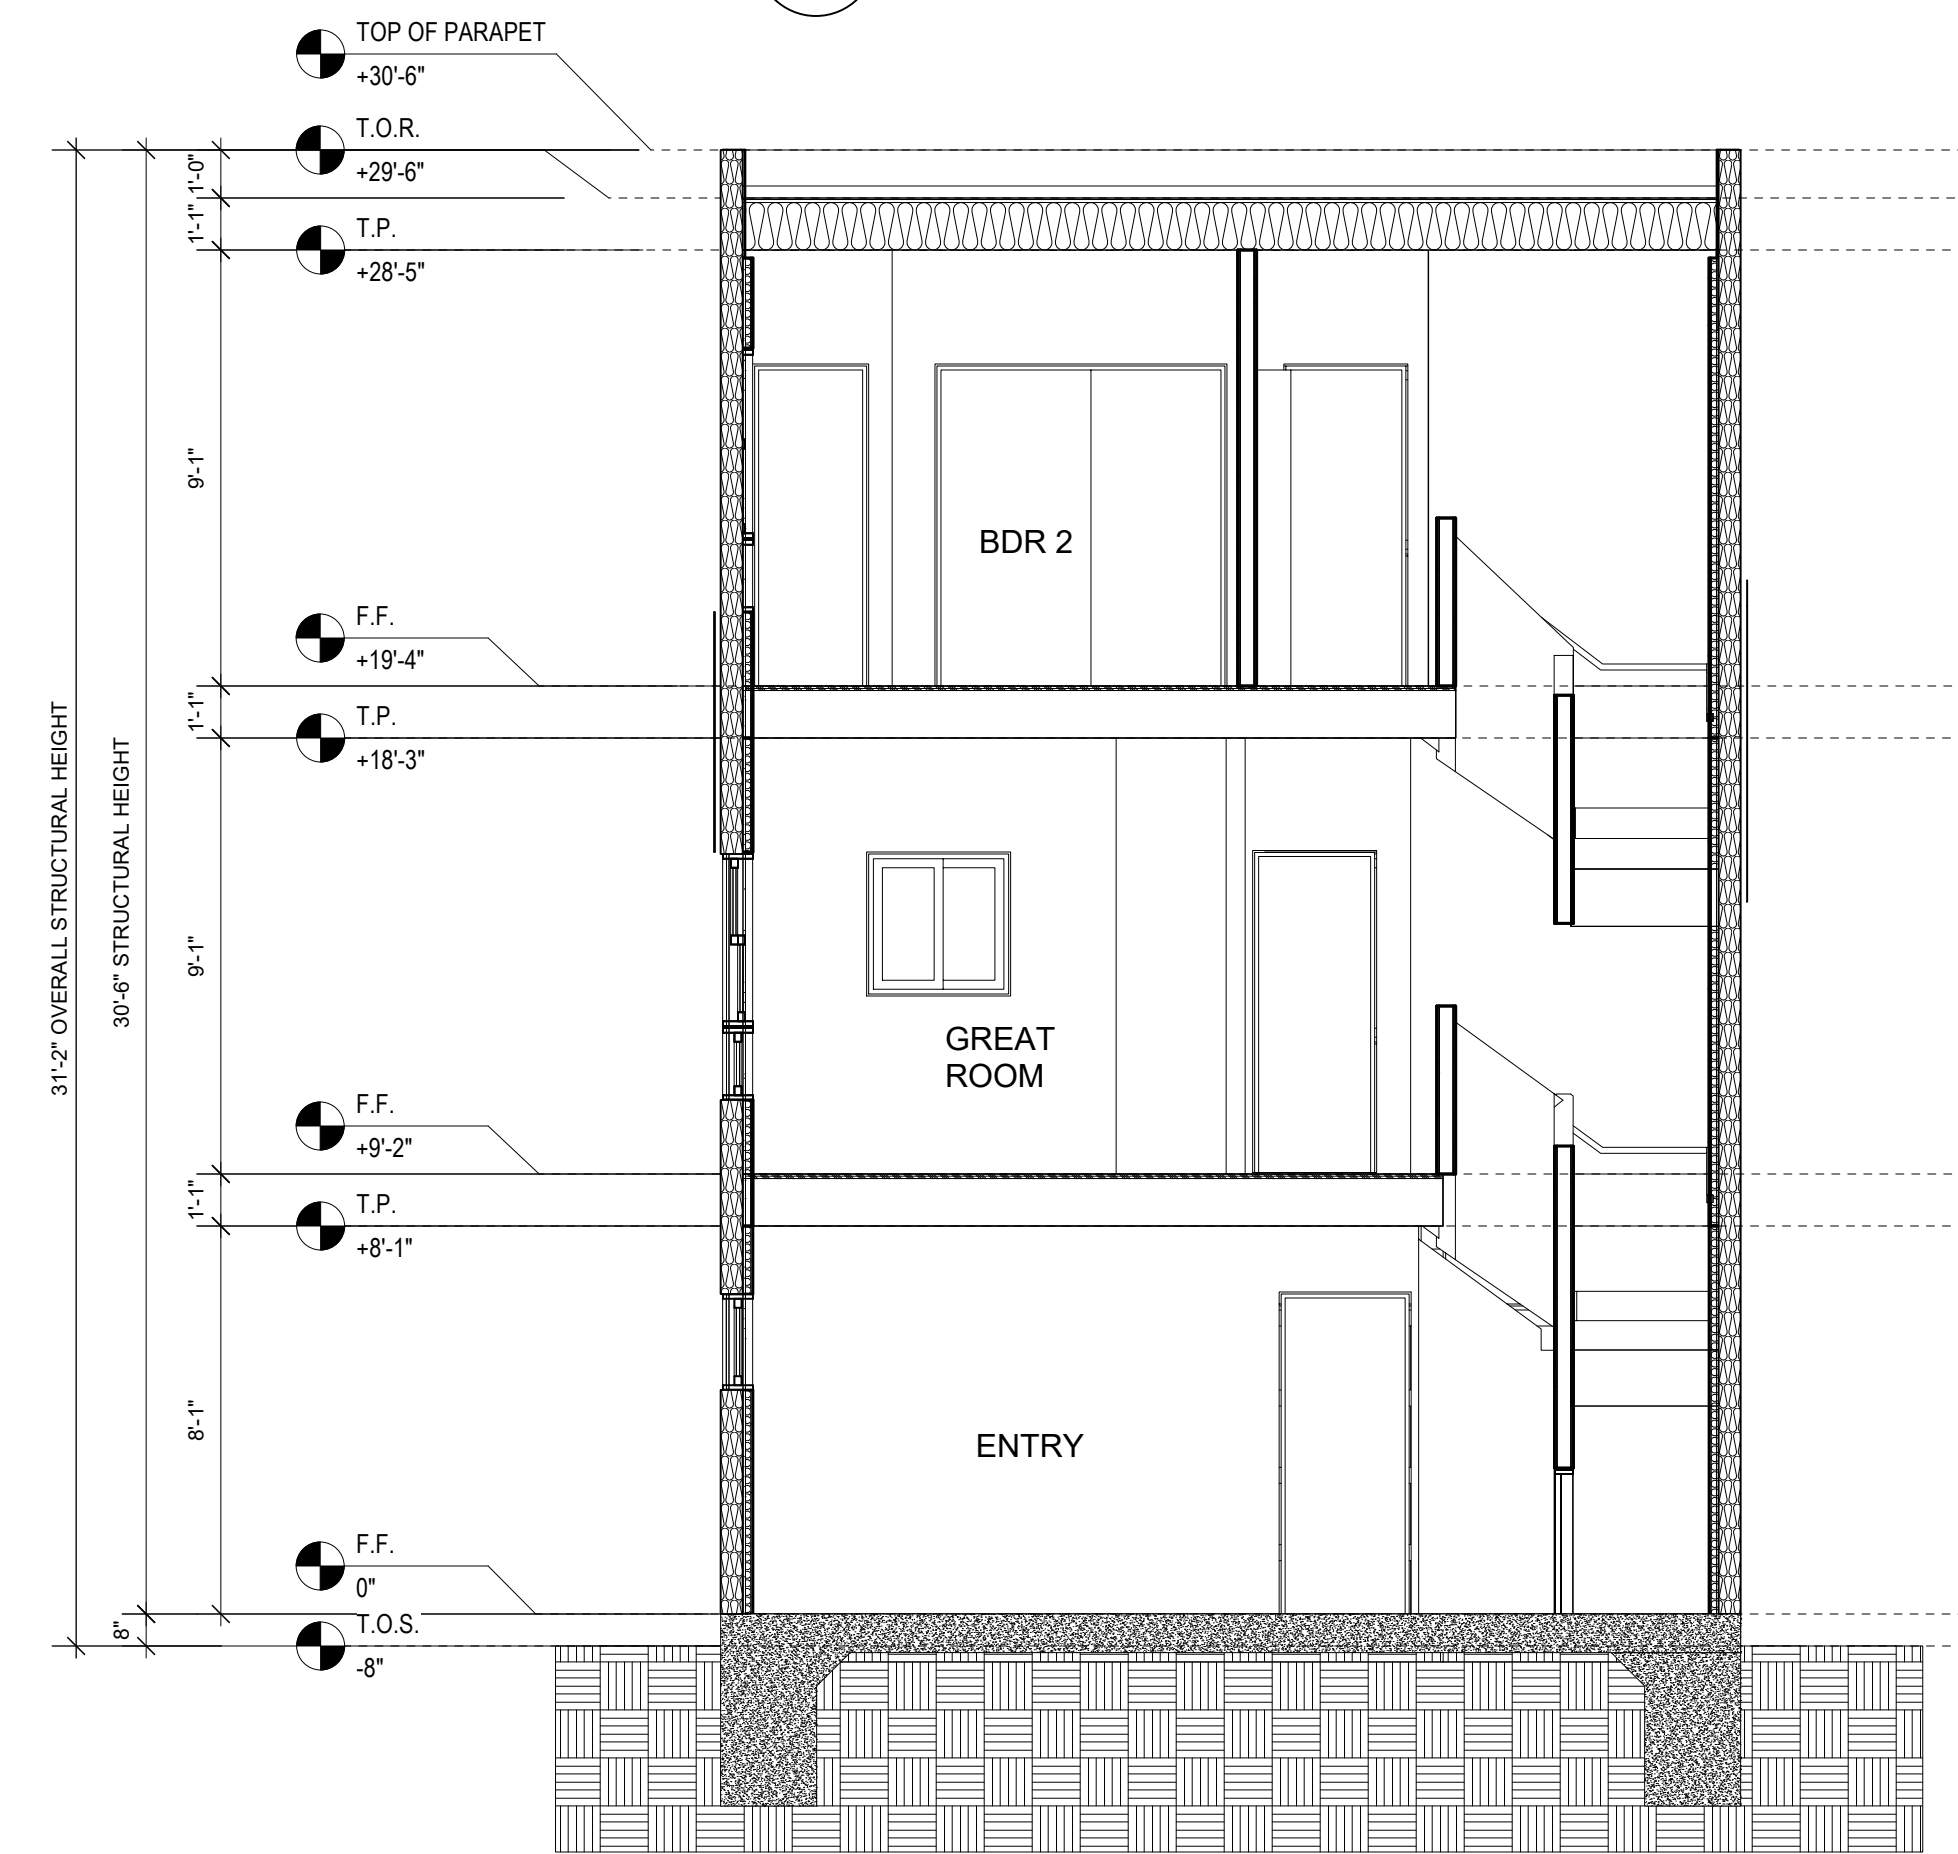 TOP OF PARAPET
+30'-6"
T.O.R.
+29'-6"
1'-0"
1'-1"
T.P.
+28'-5"
9'-1"
BDR 2
F.F.
+19'-4"
1'-1"
T.P.
+18'-3"
31'-2" OVERALL STRUCTURAL HEIGHT
30'-6" STRUCTURAL HEIGHT
9'-1"
GREAT
ROOM
F.F.
+9'-2"
1'-1"
T.P.
+8'-1"
8'-1"
ENTRY
F.F.
0"
8"
T.O.S.
-8"